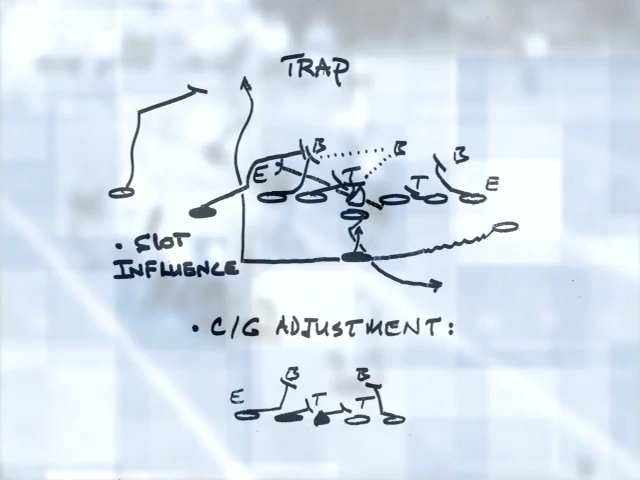 TRAP
B B B
E T T E
• SLOT
INFLUENCE
• C/G ADJUSTMENT:
B B
E T T